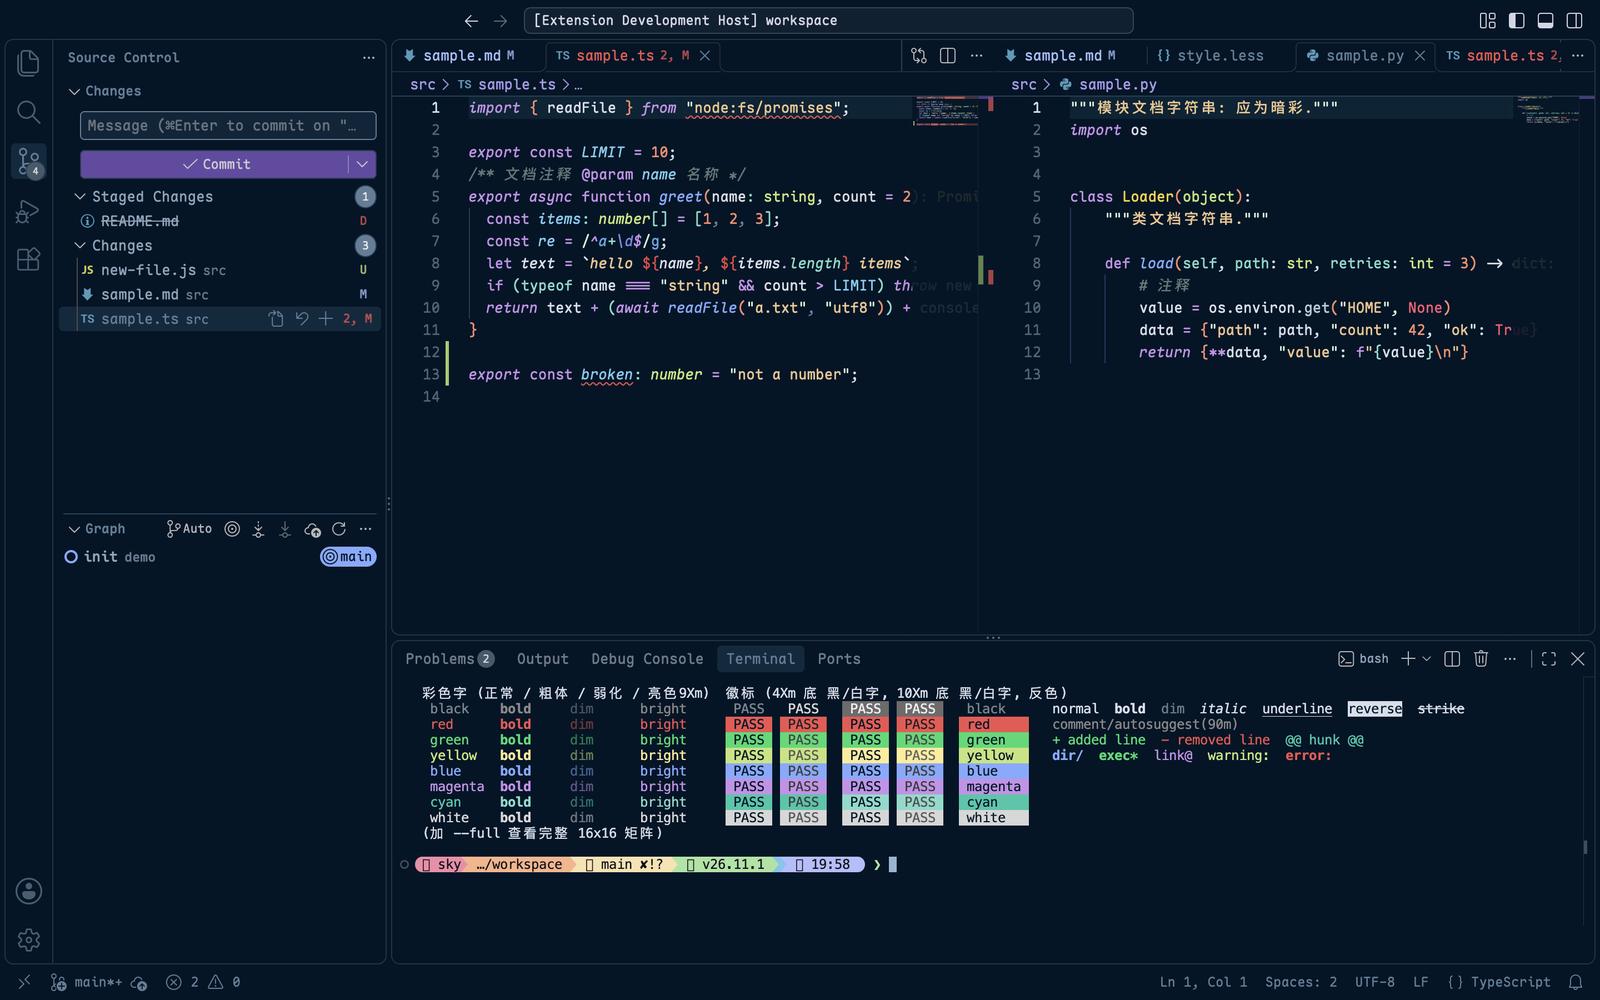 [Extension Development Host] workspace
Source Control
Changes
Message (⌘Enter to commit on "…
Commit
Staged Changes 1
README.md D
Changes 3
new-file.js src U
sample.md src M
TS sample.ts src 2, M
4
Graph Auto
init demo main
sample.md M
TS sample.ts 2, M
src > TS sample.ts > …
1 import { readFile } from "node:fs/promises";
2
3 export const LIMIT = 10;
4 /** 文档注释 @param name 名称 */
5 export async function greet(name: string, count = 2): Promi
6 const items: number[] = [1, 2, 3];
7 const re = /^a+\d$/g;
8 let text = `hello ${name}, ${items.length} items`;
9 if (typeof name === "string" && count > LIMIT) throw new
10 return text + (await readFile("a.txt", "utf8")) + console
11 }
12
13 export const broken: number = "not a number";
14
sample.md M
{} style.less
sample.py
TS sample.ts 2,
src > sample.py
1 """模块文档字符串: 应为暗彩."""
2 import os
3
4
5 class Loader(object):
6 """类文档字符串."""
7
8 def load(self, path: str, retries: int = 3) -> dict:
9 # 注释
10 value = os.environ.get("HOME", None)
11 data = {"path": path, "count": 42, "ok": True}
12 return {**data, "value": f"{value}\n"}
13
Problems 2 Output Debug Console Terminal Ports
bash
彩色字 (正常 / 粗体 / 弱化 / 亮色9Xm) 徽标 (4Xm 底 黑/白字, 10Xm 底 黑/白字, 反色)
black bold dim bright PASS PASS PASS PASS black normal bold dim italic underline reverse strike
red bold dim bright PASS PASS PASS PASS red comment/autosuggest(90m)
green bold dim bright PASS PASS PASS PASS green + added line - removed line @@ hunk @@
yellow bold dim bright PASS PASS PASS PASS yellow dir/ exec* link@ warning: error:
blue bold dim bright PASS PASS PASS PASS blue
magenta bold dim bright PASS PASS PASS PASS magenta
cyan bold dim bright PASS PASS PASS PASS cyan
white bold dim bright PASS PASS PASS PASS white
(加 --full 查看完整 16x16 矩阵)
sky …/workspace main ✘!? v26.11.1 19:58 ❯
main*+ 2 0
Ln 1, Col 1 Spaces: 2 UTF-8 LF {} TypeScript